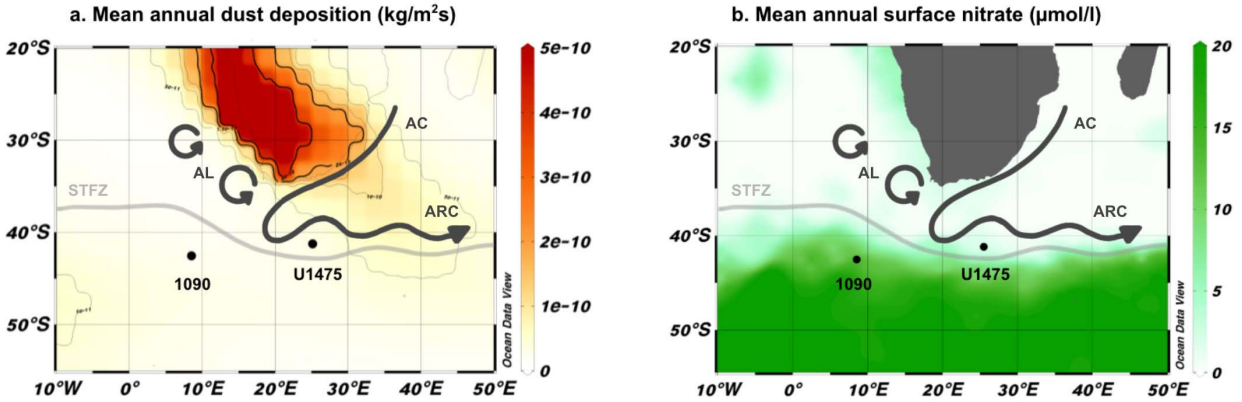 a. Mean annual dust deposition (kg/m²s)
20°S
30°S
40°S
50°S
10°W
0°
10°E
20°E
30°E
40°E
50°E
AC
AL
ARC
STFZ
1090
U1475
5e-10
4e-10
3e-10
2e-10
1e-10
0
Ocean Data View
b. Mean annual surface nitrate (μmol/l)
20°S
30°S
40°S
50°S
10°W
0°
10°E
20°E
30°E
40°E
50°E
AC
AL
ARC
STFZ
1090
U1475
20
15
10
5
0
Ocean Data View